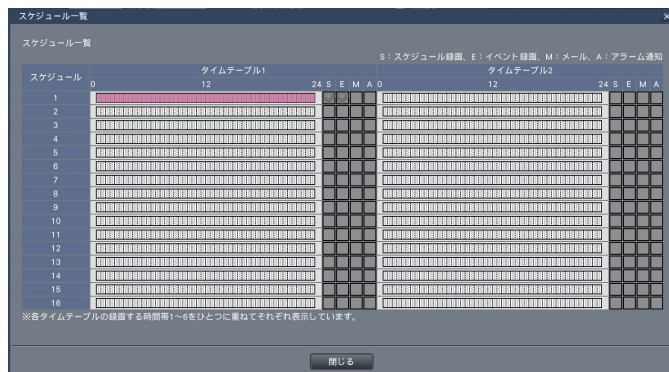 スケジュール一覧
スケジュール一覧
S：スケジュール録画、E：イベント録画、M：メール、A：アラーム通知
スケジュール タイムテーブル1 タイムテーブル2
0 12 24 S E M A 0 12 24 S E M A
1
2
3
4
5
6
7
8
9
10
11
12
13
14
15
16
※各タイムテーブルの録画する時間帯1～6をひとつに重ねてそれぞれ表示しています。
閉じる